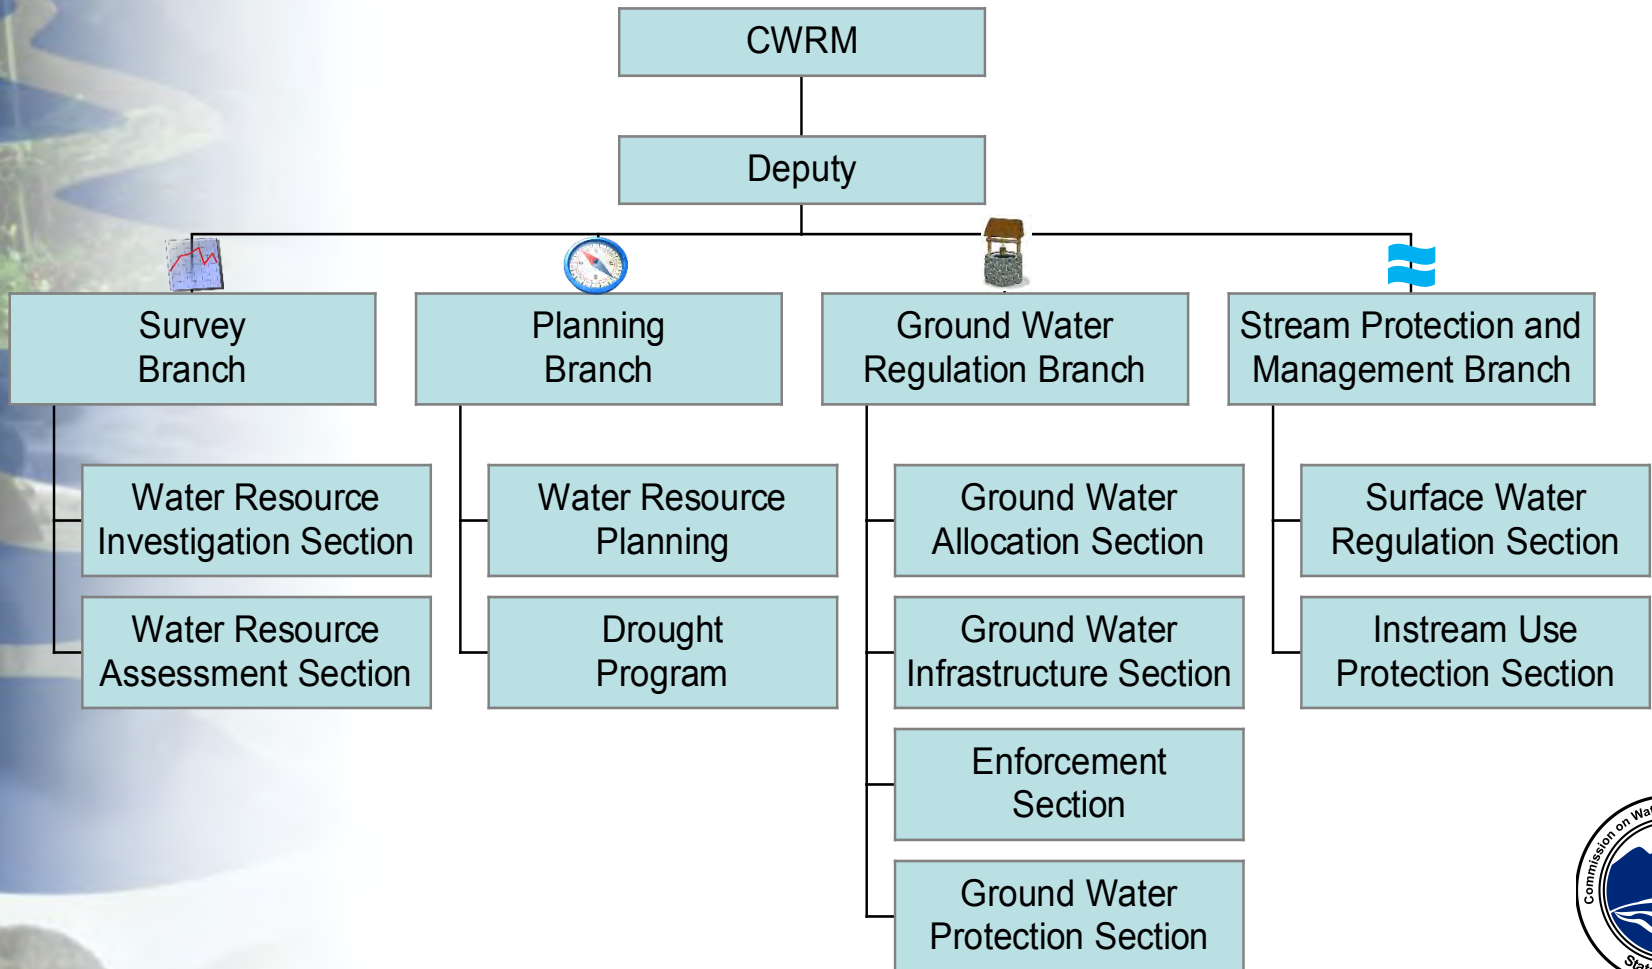 CWRM
Deputy
Survey
Branch
Planning
Branch
Ground Water
Regulation Branch
Stream Protection and
Management Branch
Water Resource
Investigation Section
Water Resource
Assessment Section
Water Resource
Planning
Drought
Program
Ground Water
Allocation Section
Ground Water
Infrastructure Section
Enforcement
Section
Ground Water
Protection Section
Surface Water
Regulation Section
Instream Use
Protection Section
Commission on